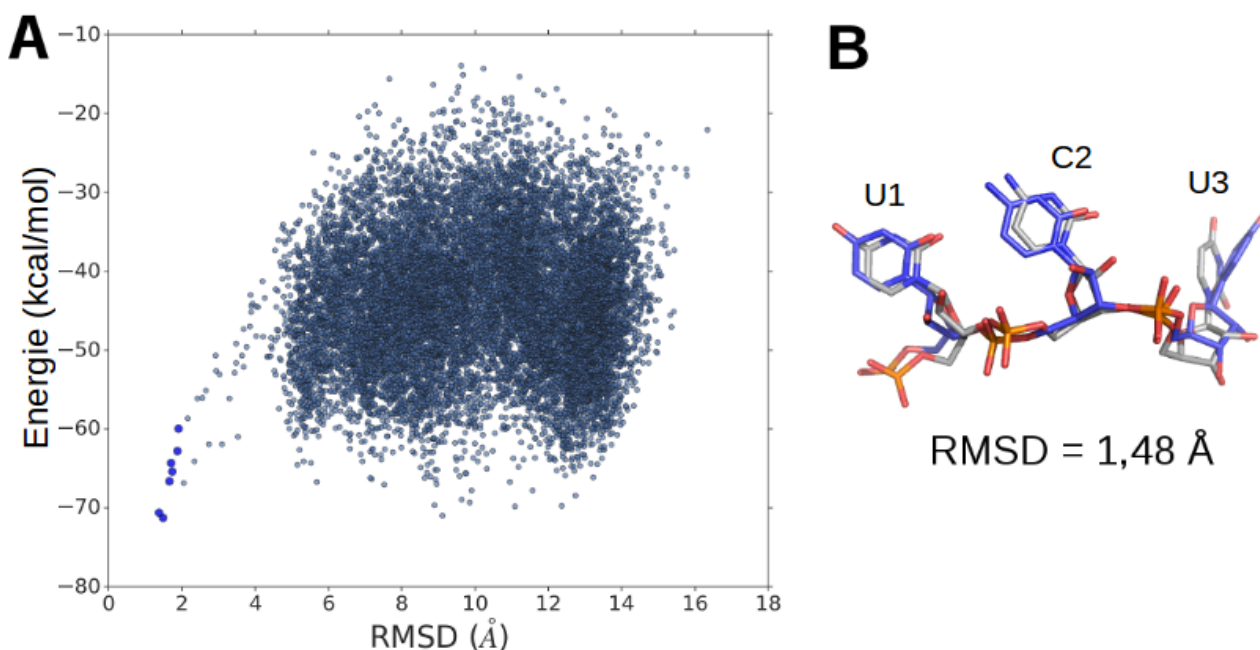 A
B
−10
−20
−30
−40
−50
−60
−70
−80
Energie (kcal/mol)
0 2 4 6 8 10 12 14 16 18
RMSD (Å)
U1
C2
U3
RMSD = 1,48 Å